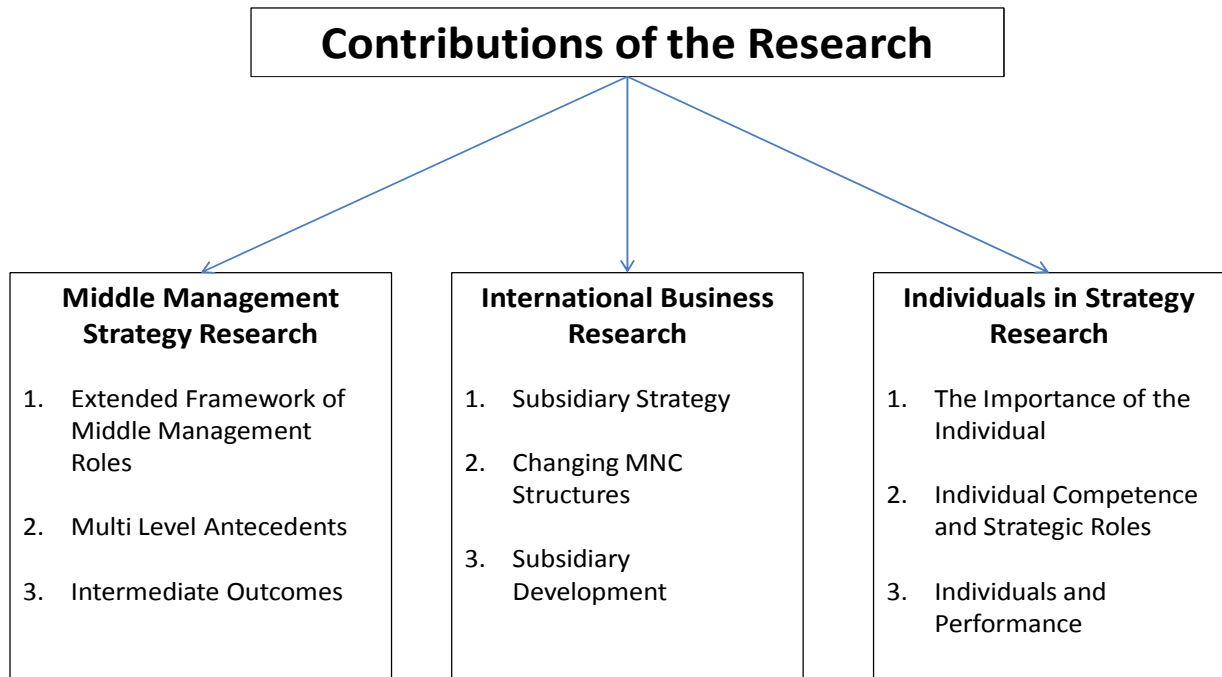 Contributions of the Research
Middle Management
Strategy Research
1. Extended Framework of
Middle Management
Roles
2. Multi Level Antecedents
3. Intermediate Outcomes
International Business
Research
1. Subsidiary Strategy
2. Changing MNC
Structures
3. Subsidiary
Development
Individuals in Strategy
Research
1. The Importance of the
Individual
2. Individual Competence
and Strategic Roles
3. Individuals and
Performance